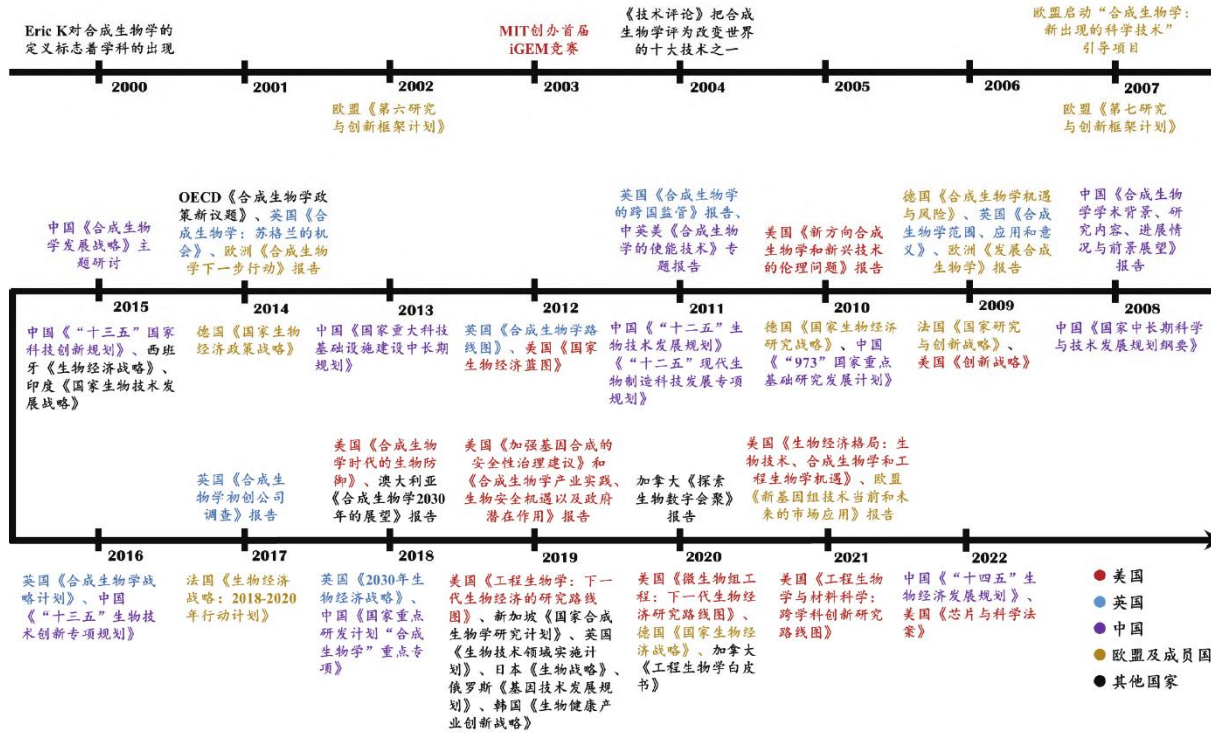 Eric K对合成生物学的
定义标志着学科的出现
MIT创办首届
iGEM竞赛
《技术评论》把合成
生物学评为改变世界
的十大技术之一
欧盟启动“合成生物学:
新出现的科学技术”
引导项目
2000
2001
2002
2003
2004
2005
2006
2007
欧盟《第六研究
与创新框架计划》
欧盟《第七研究
与创新框架计划》
中国《合成生物
学发展战略》主
题研讨
OECD《合成生物学政
策新议题》、英国《合
成生物学:苏格兰的机
会》、欧洲《合成生物
学下一步行动》报告
英国《合成生物学
的跨国监管》报告、
中英美《合成生物
学的使能技术》专
题报告
美国《新方向合成
生物学和新兴技术
的伦理问题》报告
德国《合成生物学机遇
与风险》、英国《合成
生物学范围、应用和意
义》、欧洲《发展合成
生物学》报告
中国《合成生物
学学术背景、研
究内容、进展情
况与前景展望》
报告
2015
2014
2013
2012
2011
2010
2009
2008
中国《“十三五”国家
科技创新规划》、西班
牙《生物经济战略》、
印度《国家生物技术发
展战略》
德国《国家生物
经济政策战略》
中国《国家重大科技
基础设施建设中长期
规划》
英国《合成生物学路
线图》、美国《国家
生物经济蓝图》
中国《“十二五”生
物技术发展规划》
《“十二五”现代生
物制造科技发展专项
规划》
德国《国家生物经济
研究战略》、中国
《“973”国家重点
基础研究发展计划》
法国《国家研究
与创新战略》、
美国《创新战略》
中国《国家中长期科学
与技术发展规划纲要》
英国《合成生
物学初创公司
调查》报告
美国《合成生物
学时代的生物防
御》、澳大利亚
《合成生物学2030
年的展望》报告
美国《加强基因合成的
安全性治理建议》和
《合成生物学产业实践、
生物安全机遇以及政府
潜在作用》报告
加拿大《探索
生物数字会聚》
报告
美国《生物经济格局:生
物技术、合成生物学和工
程生物学机遇》、欧盟
《新基因组技术当前和未
来的市场应用》报告
2016
2017
2018
2019
2020
2021
2022
英国《合成生物学战
略计划》、中国
《“十三五”生物技
术创新专项规划》
法国《生物经济
战略:2018-2020
年行动计划》
英国《2030年生
物经济战略》、
中国《国家重点
研发计划“合成
生物学”重点专
项》
美国《工程生物学:下一
代生物经济的研究路线
图》、新加坡《国家合
成生物学研究计划》、英国
《生物技术领域实施计
划》、日本《生物战略》、
俄罗斯《基因技术发展规
划》、韩国《生物健康产
业创新战略》
美国《微生物组工
程:下一代生物经
济研究路线图》、
德国《国家生物经
济战略》、加拿大
《工程生物学白皮
书》
美国《工程生物
学与材料科学:
跨学科创新研究
路线图》
中国《“十四五”生
物经济发展规划》、
美国《芯片与科学法
案》
美国
英国
中国
欧盟及成员国
其他国家